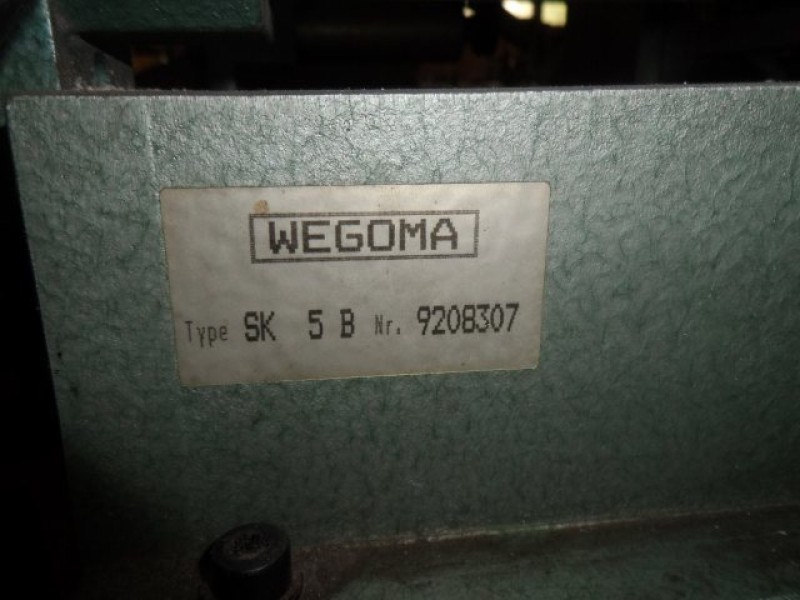 WEGOMA
Type SK 5 B Nr. 9208307